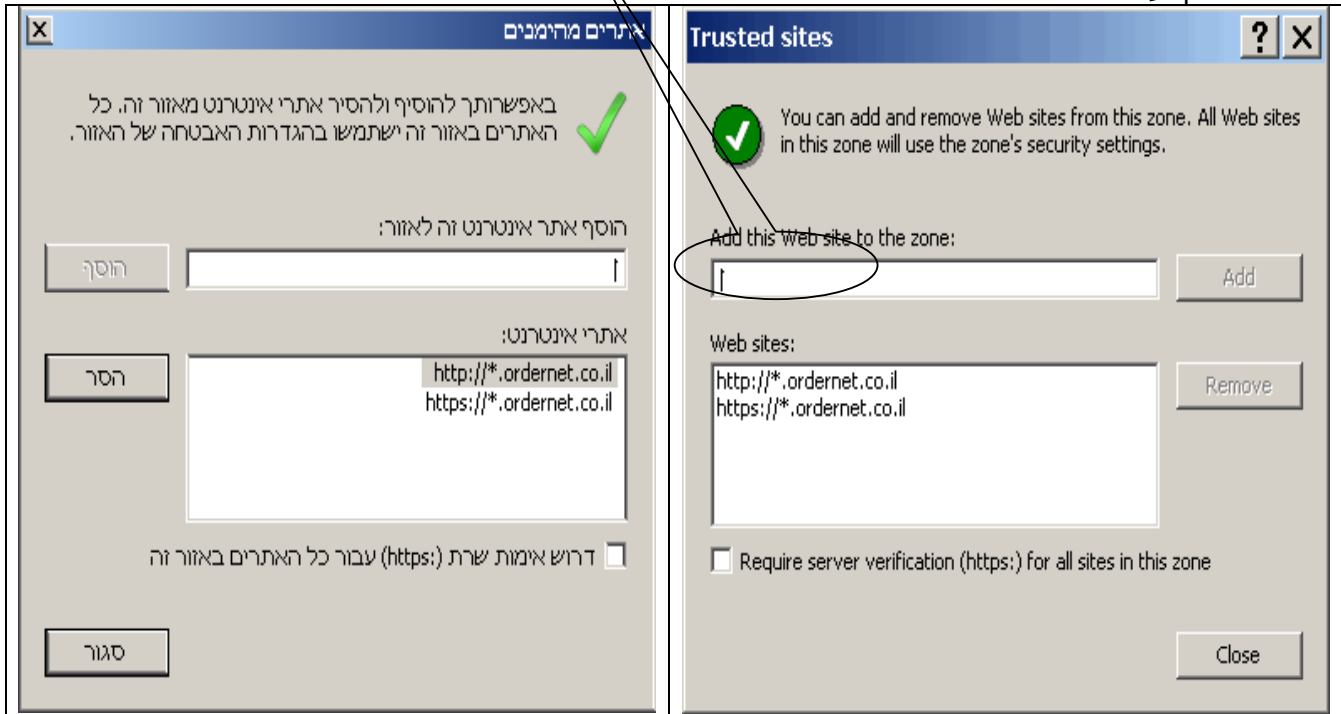 אתרים מהימנים
באפשרותך להוסיף ולהסיר אתרי אינטרנט מאזור זה. כל
האתרים באזור זה ישתמשו בהגדרות האבטחה של האזור.
הוסף אתר אינטרנט זה לאזור:
הוסף
אתרי אינטרנט:
http://*.ordernet.co.il
https://*.ordernet.co.il
הסר
דרוש אימות שרת (https:) עבור כל האתרים באזור זה
סגור
Trusted sites
You can add and remove Web sites from this zone. All Web sites
in this zone will use the zone's security settings.
Add this Web site to the zone:
Add
Web sites:
http://*.ordernet.co.il
https://*.ordernet.co.il
Remove
Require server verification (https:) for all sites in this zone
Close